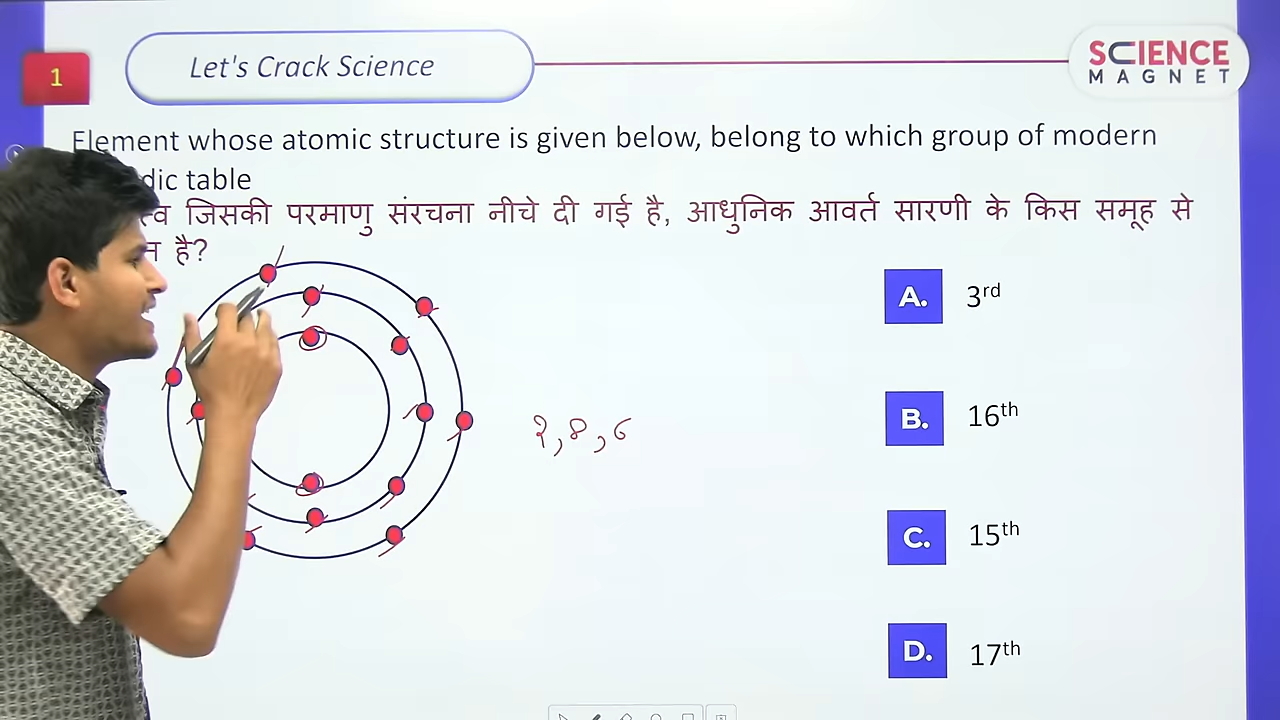 1
Let's Crack Science
SCIENCE
MAGNET
Element whose atomic structure is given below, belong to which group of modern
table
जिसकी परमाणु संरचना नीचे दी गई है, आधुनिक आवर्त सारणी के किस समूह से
है?
A. 3rd
2,8,6
B. 16th
C. 15th
D. 17th